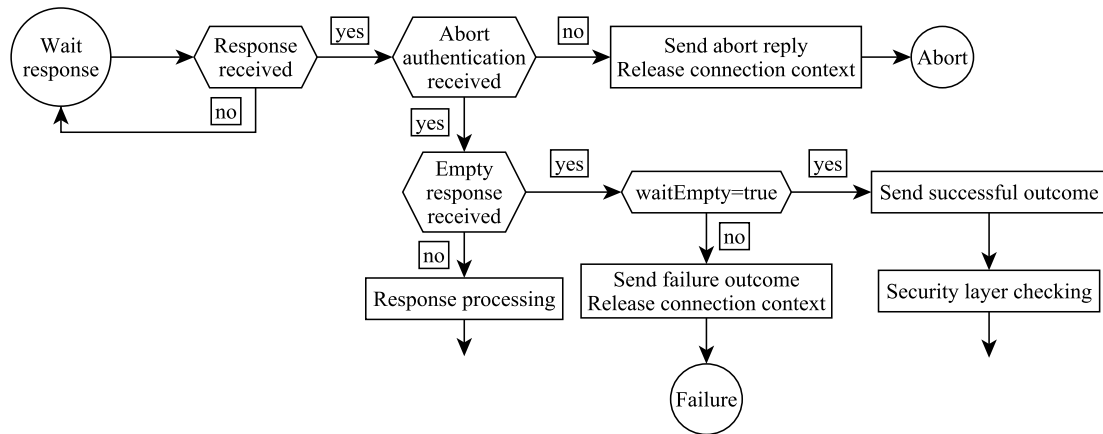 Wait
response
Response
received
yes
no
Abort
authentication
received
no
Send abort reply
Release connection context
Abort
yes
Empty
response
received
yes
waitEmpty=true
yes
Send successful outcome
no
Response processing
no
Send failure outcome
Release connection context
Security layer checking
Failure